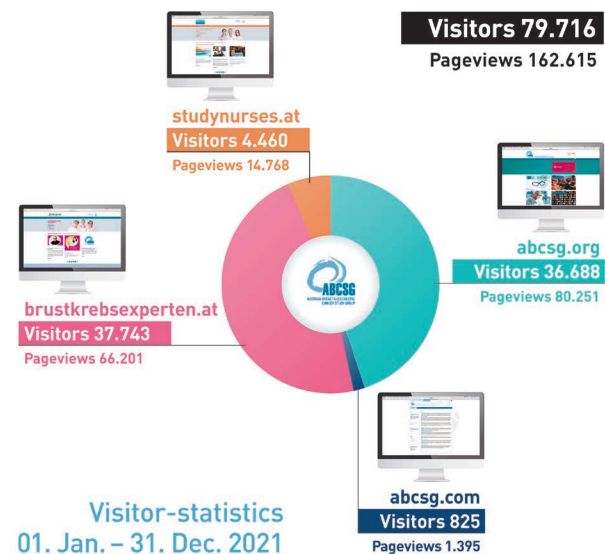 Visitors 79.716
Pageviews 162.615
studynurses.at
Visitors 4.460
Pageviews 14.768
abcsg.org
Visitors 36.688
Pageviews 80.251
ABCSG
brustkrebsexperten.at
Visitors 37.743
Pageviews 66.201
abcsg.com
Visitors 825
Pageviews 1.395
Visitor-statistics
01. Jan. – 31. Dec. 2021